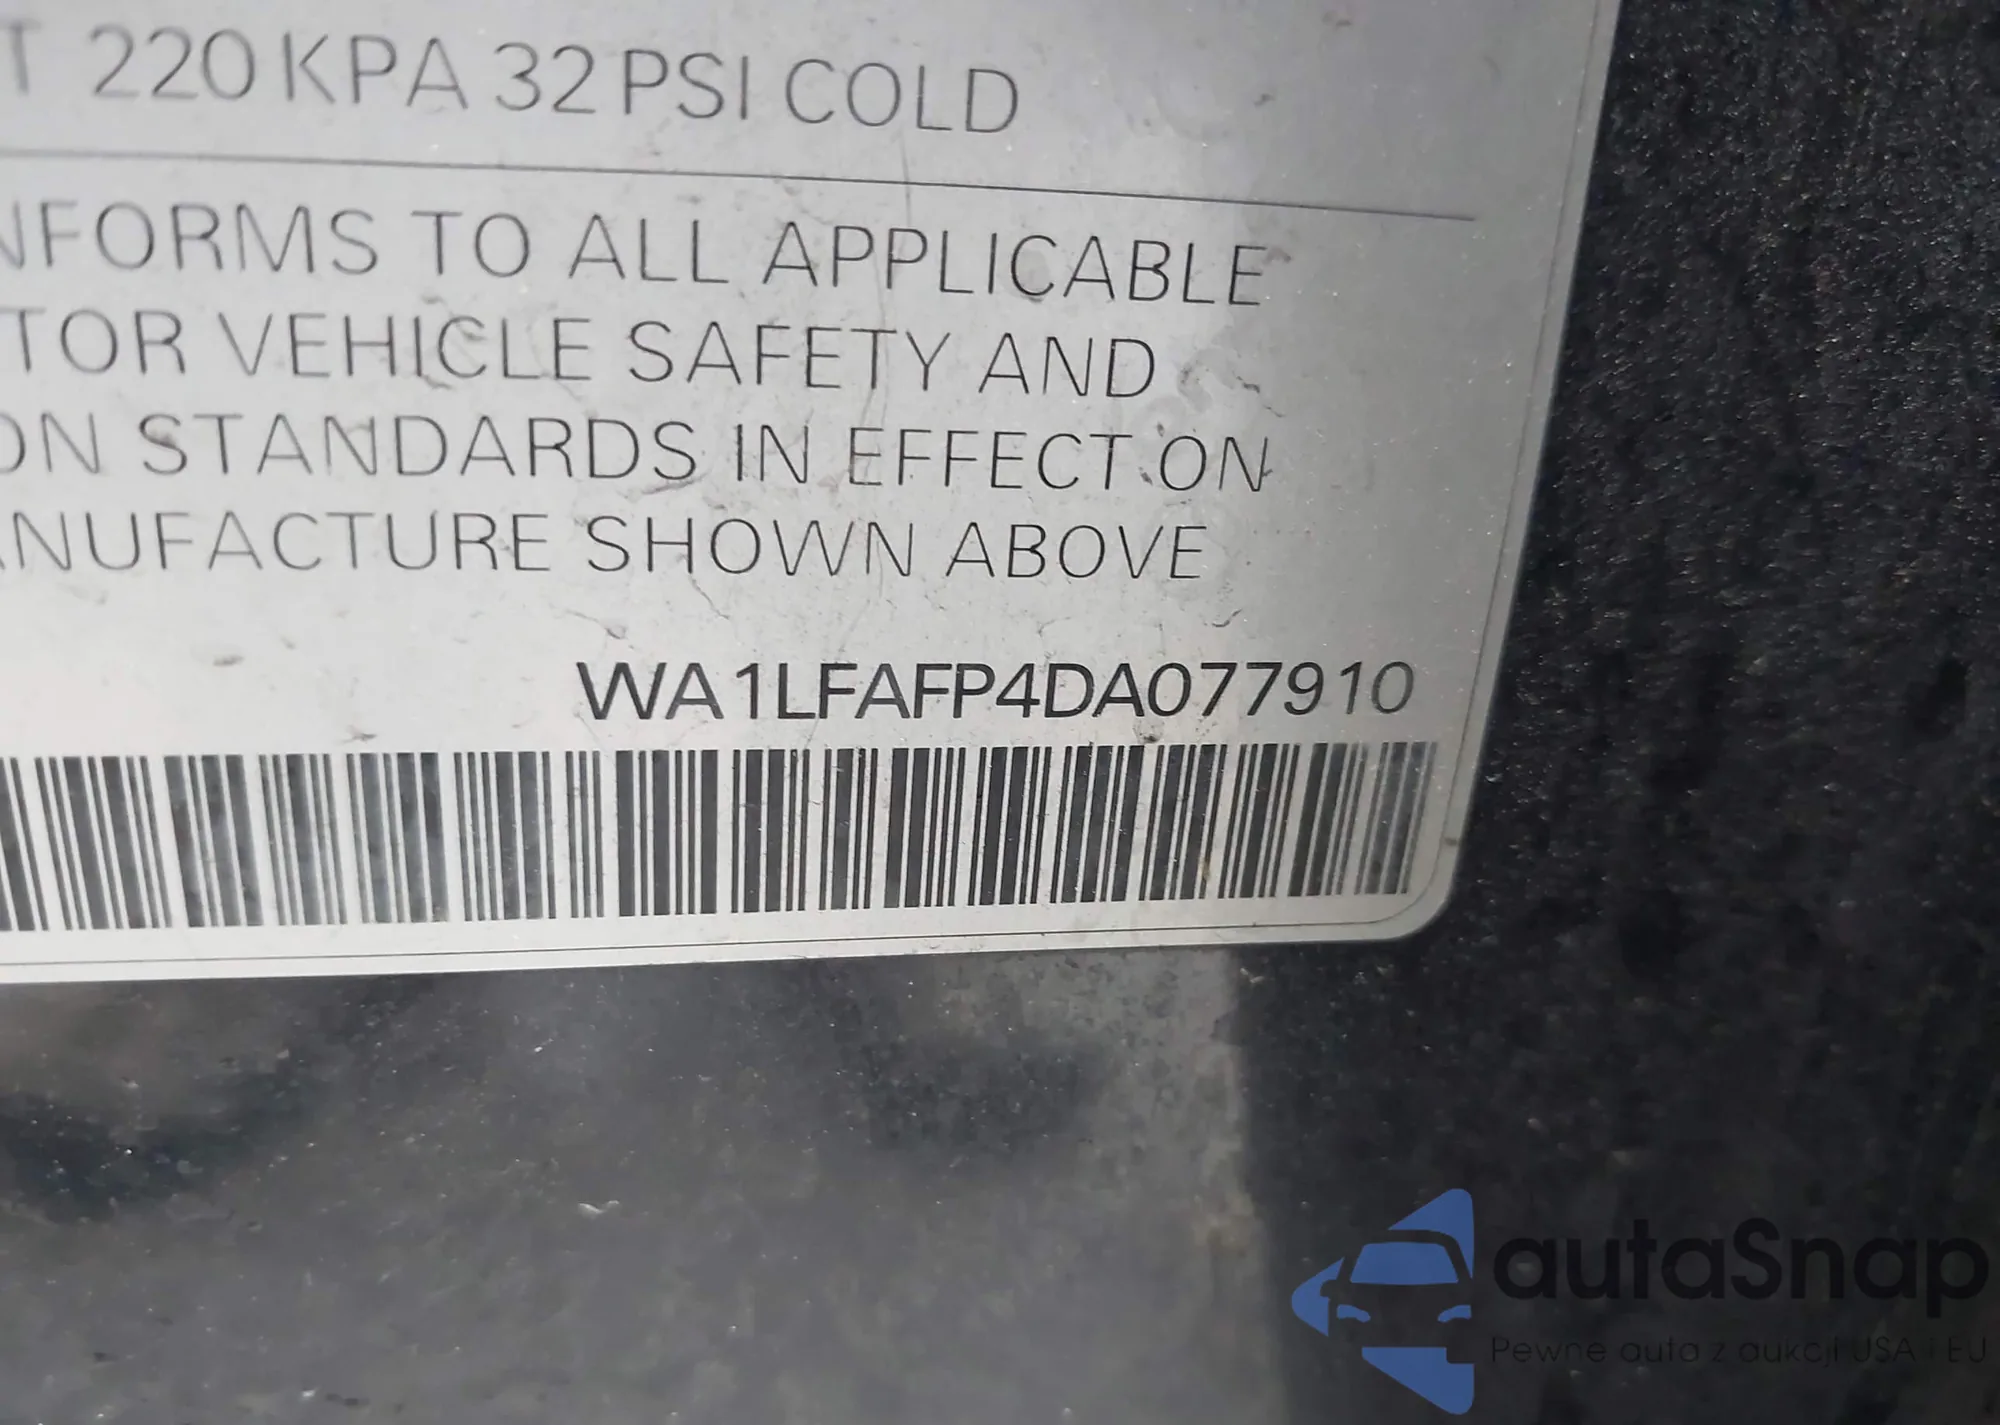 T 220 KPA 32 PSI COLD
NFORMS TO ALL APPLICABLE
TOR VEHICLE SAFETY AND
ON STANDARDS IN EFFECT ON
ANUFACTURE SHOWN ABOVE
WA1LFAFP4DA077910
autaSnap
Pewne auta z aukcji USA i EU